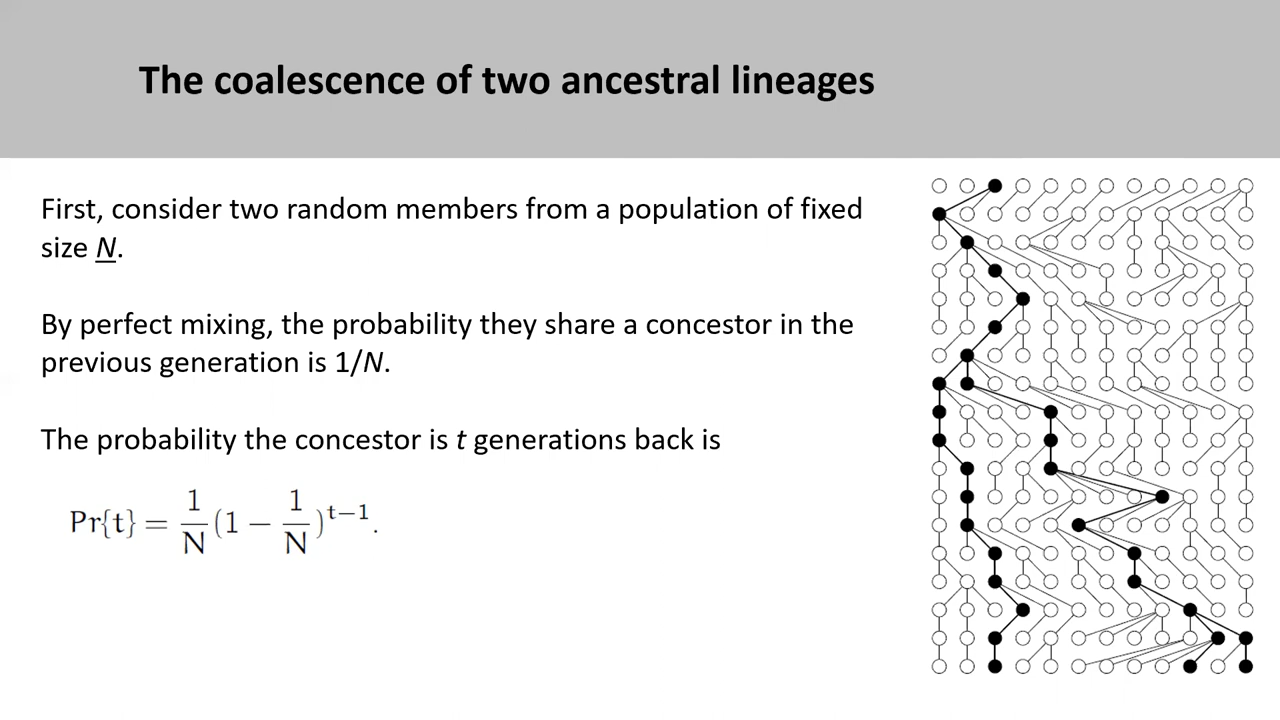 The coalescence of two ancestral lineages
First, consider two random members from a population of fixed
size N.
By perfect mixing, the probability they share a concestor in the
previous generation is 1/N.
The probability the concestor is t generations back is
Pr{t} = 1/N (1 − 1/N)^{t−1}.